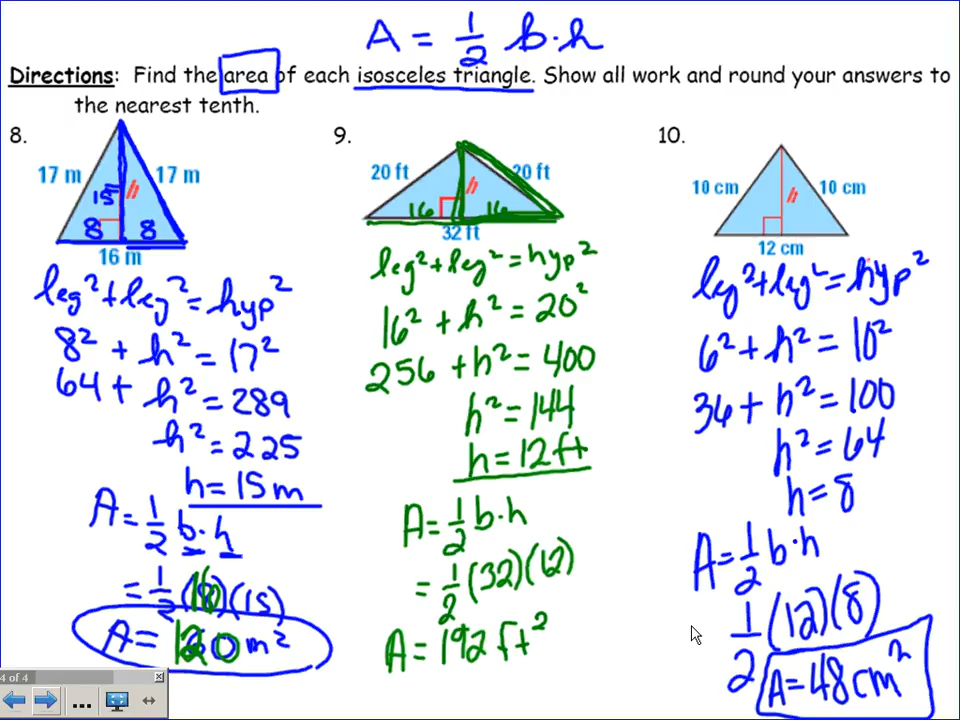 A = 1/2 b·h
Directions: Find the area of each isosceles triangle. Show all work and round your answers to
the nearest tenth.
8.
17 m
17 m
15
h
8
8
16 m
leg² + leg² = hyp²
8² + h² = 17²
64 + h² = 289
h² = 225
h = 15 m
A = 1/2 b·h
= 1/2 (16)(15)
A = 120 m²
9.
20 ft
20 ft
h
16
16
32 ft
leg² + leg² = hyp²
16² + h² = 20²
256 + h² = 400
h² = 144
h = 12 ft
A = 1/2 b·h
= 1/2 (32)(12)
A = 192 ft²
10.
10 cm
10 cm
h
12 cm
leg² + leg² = hyp²
6² + h² = 10²
36 + h² = 100
h² = 64
h = 8
A = 1/2 b·h
1/2 (12)(8)
A = 48 cm²
4 of 4
...